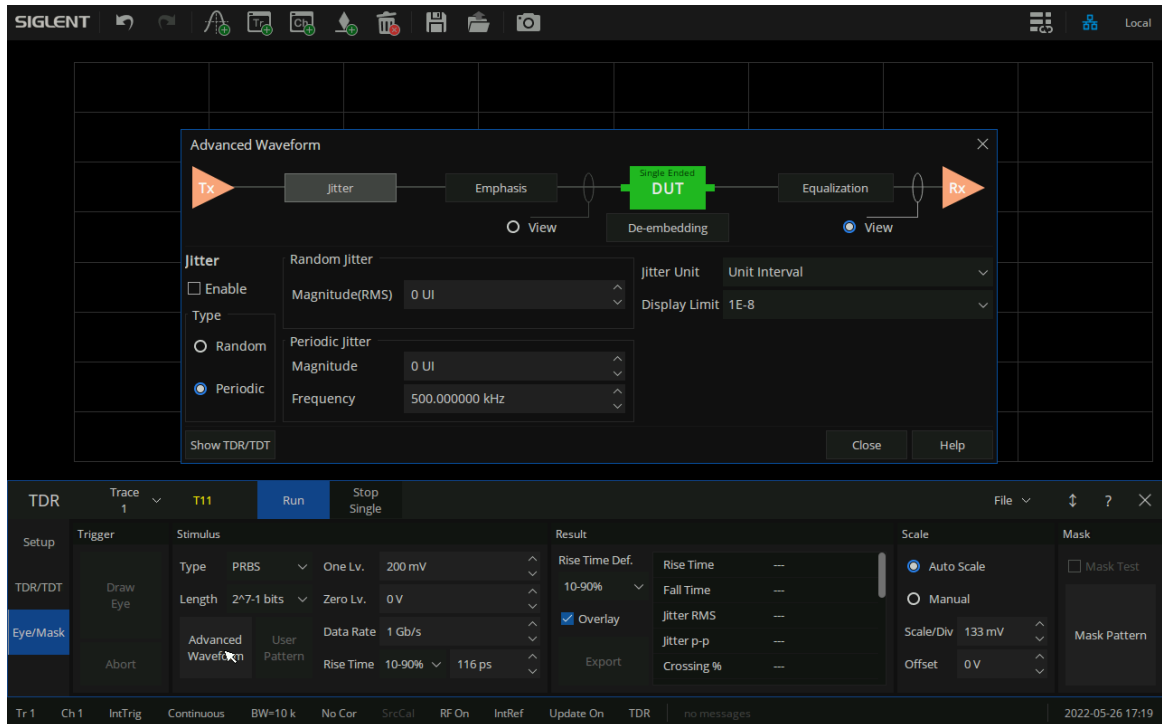 SIGLENT
Tr
Ch
Local
Advanced Waveform
Tx
Jitter
Emphasis
Single Ended
DUT
Equalization
Rx
View
De-embedding
View
Jitter
Enable
Type
Random
Periodic
Random Jitter
Magnitude(RMS) 0 UI
Periodic Jitter
Magnitude 0 UI
Frequency 500.000000 kHz
Jitter Unit Unit Interval
Display Limit 1E-8
Show TDR/TDT
Close
Help
TDR
Trace
1
T11
Run
Stop
Single
File
?
Setup
TDR/TDT
Eye/Mask
Trigger
Draw
Eye
Abort
Stimulus
Type PRBS
Length 2^7-1 bits
Advanced
Waveform
User
Pattern
One Lv. 200 mV
Zero Lv. 0 V
Data Rate 1 Gb/s
Rise Time 10-90% 116 ps
Result
Rise Time Def.
10-90%
Overlay
Export
Rise Time ---
Fall Time ---
Jitter RMS ---
Jitter p-p ---
Crossing % ---
Scale
Auto Scale
Manual
Scale/Div 133 mV
Offset 0 V
Mask
Mask Test
Mask Pattern
Tr 1 Ch 1 IntTrig Continuous BW=10 k No Cor SrcCal RF On IntRef Update On TDR no messages 2022-05-26 17:19